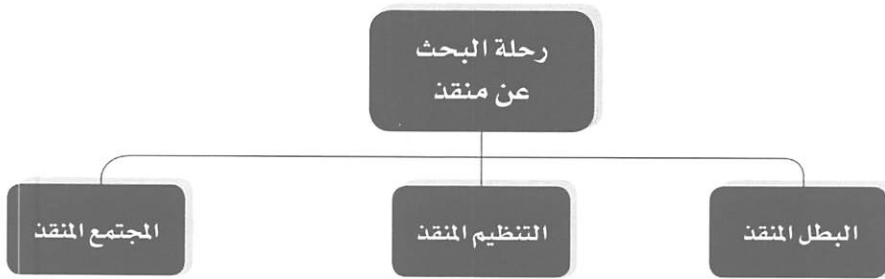 رحلة البحث
عن منقذ
البطل المنقذ
التنظيم المنقذ
المجتمع المنقذ